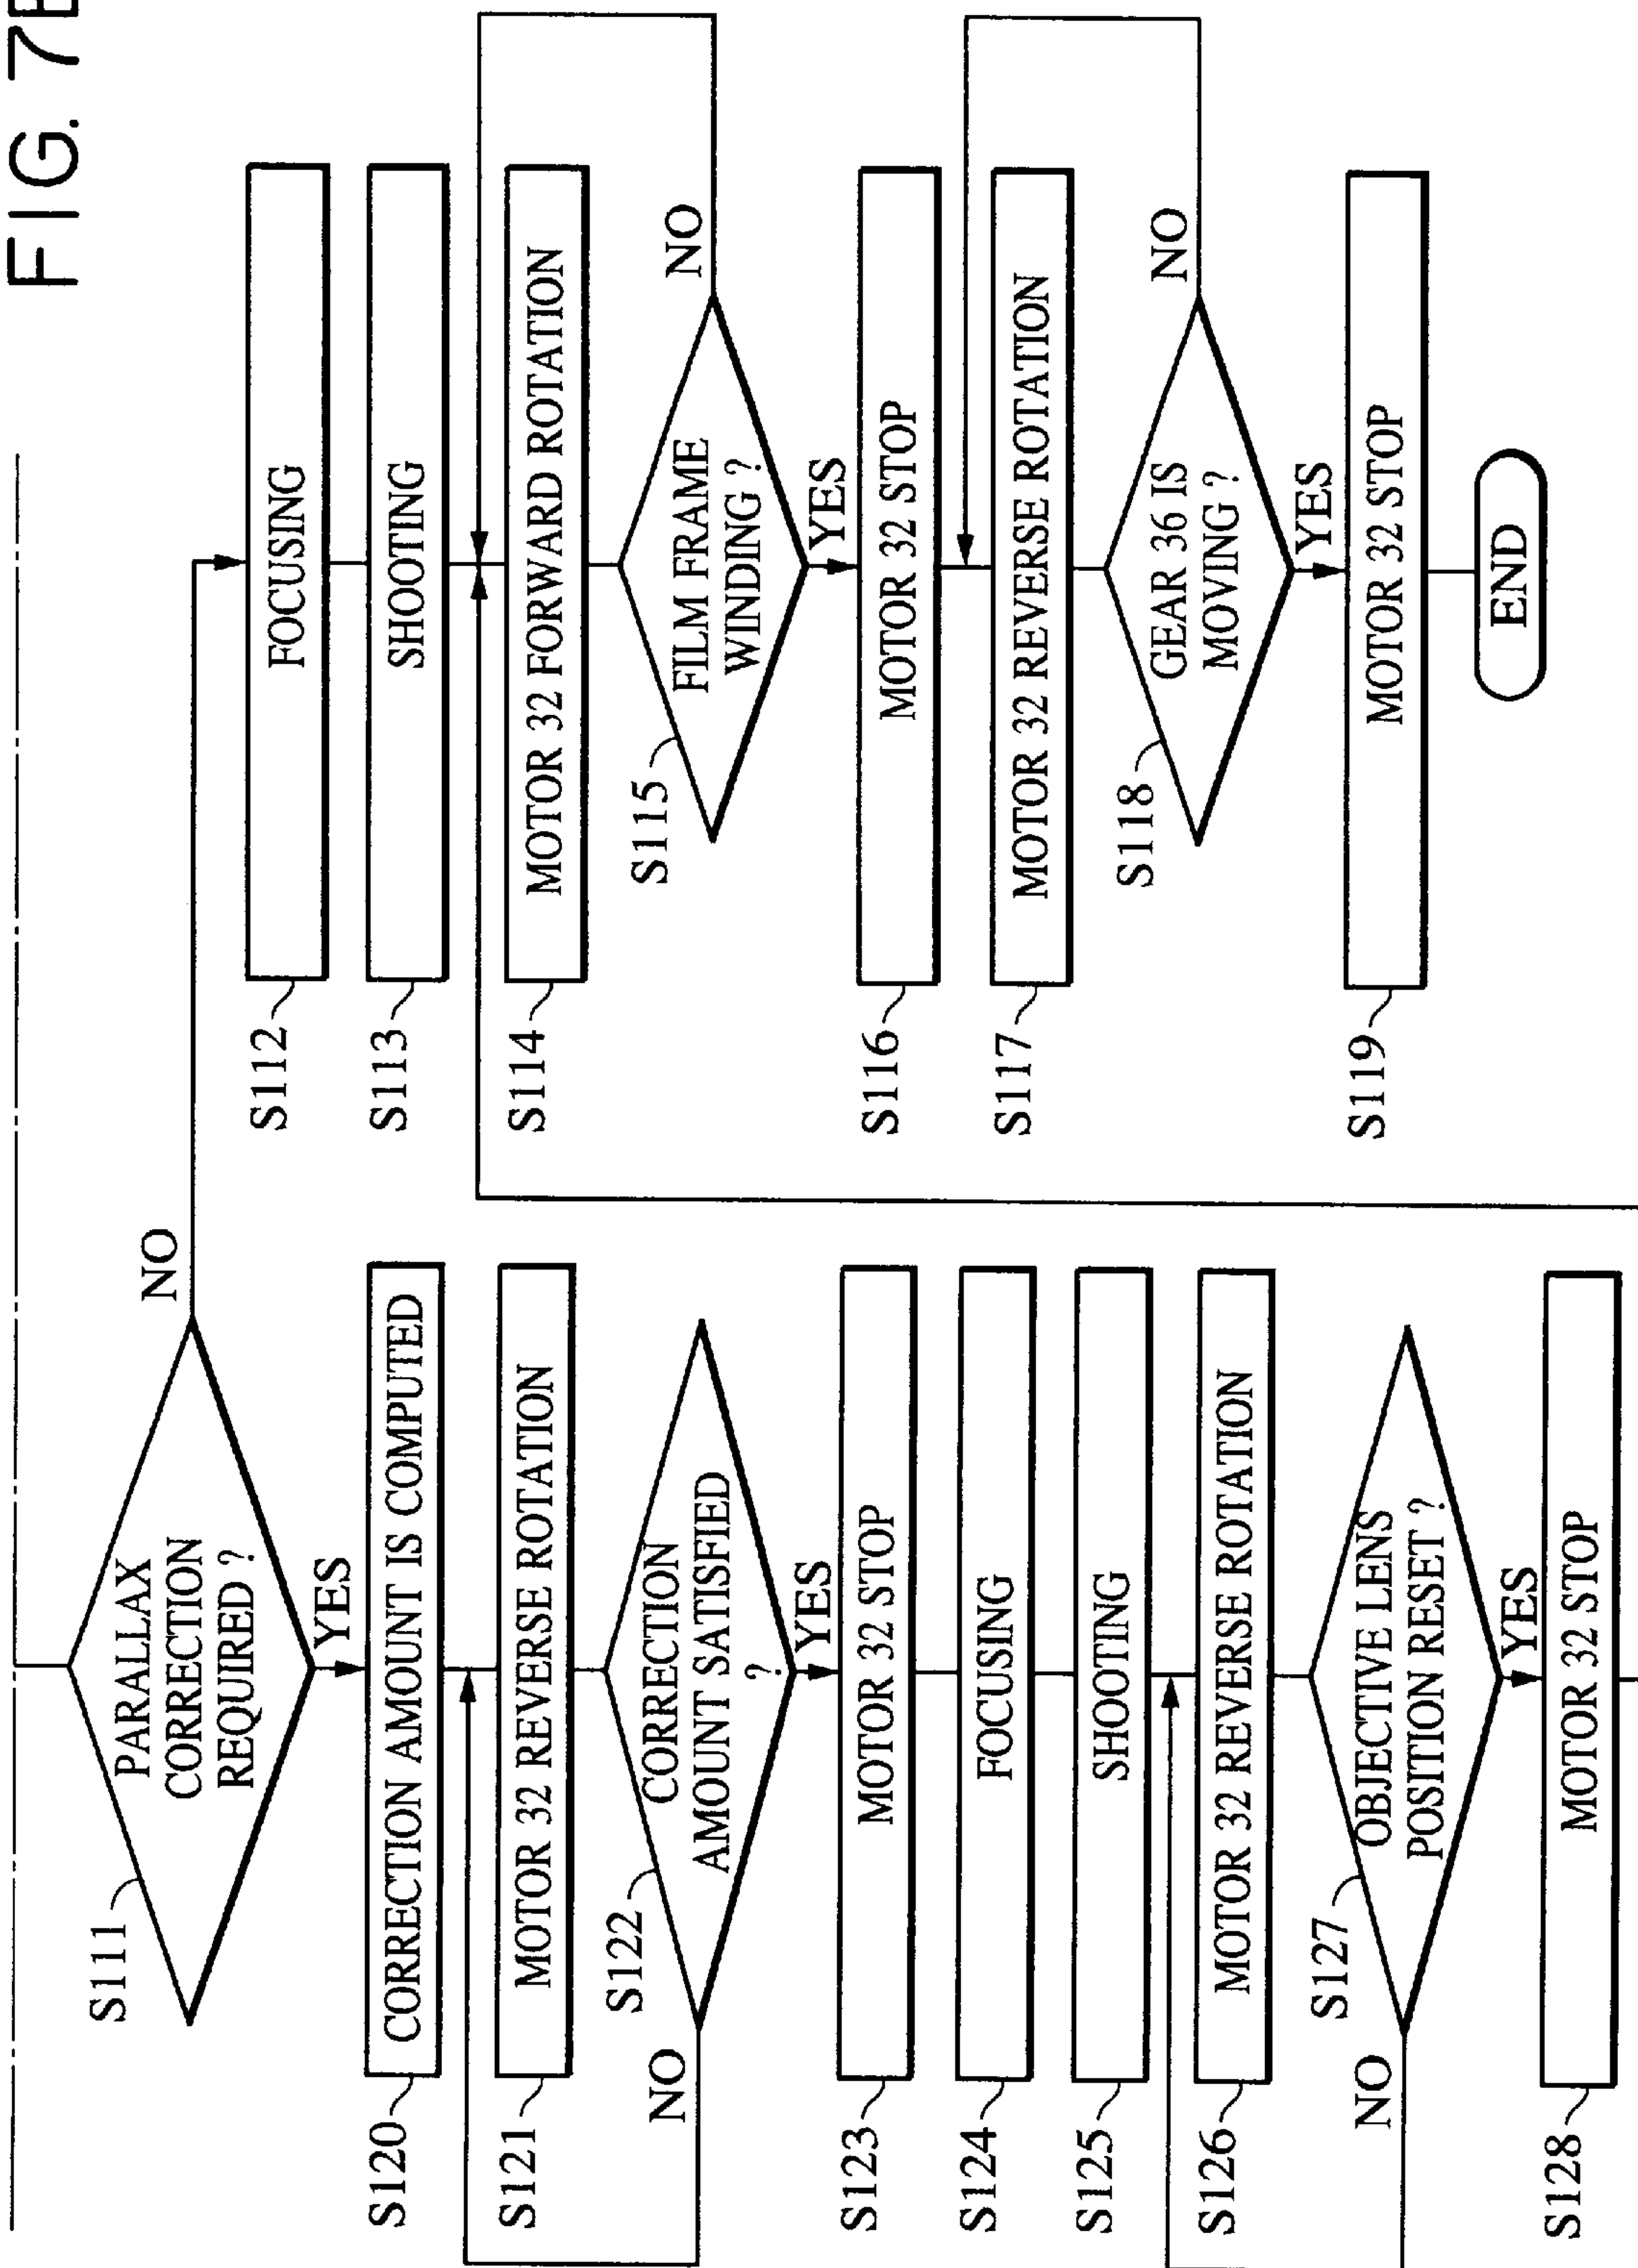 FIG. 7B
S111
PARALLAX
CORRECTION
REQUIRED ?
NO
YES
S120
CORRECTION AMOUNT IS COMPUTED
S121
MOTOR 32 REVERSE ROTATION
S122
CORRECTION
AMOUNT SATISFIED
?
NO
YES
S123
MOTOR 32 STOP
S124
FOCUSING
S125
SHOOTING
S126
MOTOR 32 REVERSE ROTATION
S127
OBJECTIVE LENS
POSITION RESET ?
NO
YES
S128
MOTOR 32 STOP
S112
FOCUSING
S113
SHOOTING
S114
MOTOR 32 FORWARD ROTATION
S115
FILM FRAME
WINDING ?
NO
YES
S116
MOTOR 32 STOP
S117
MOTOR 32 REVERSE ROTATION
S118
GEAR 36 IS
MOVING ?
NO
YES
S119
MOTOR 32 STOP
END